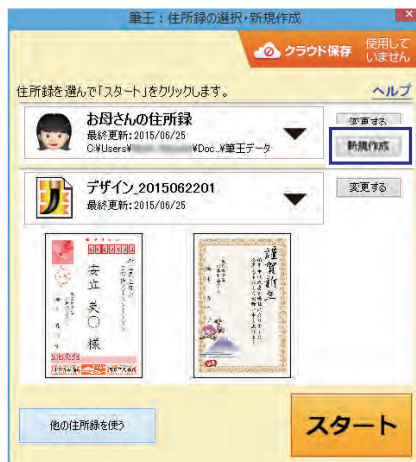 筆王：住所録の選択・新規作成
クラウド保存
使用して
いません
住所録を選んで「スタート」をクリックします。
ヘルプ
お母さんの住所録
最終更新：2015/06/25
C:¥Users¥ ¥Doc..¥筆王データ
変更する
新規作成
デザイン_2015062201
最終更新：2015/06/25
変更する
安立 美〇 様
謹賀新年
他の住所録を使う
スタート